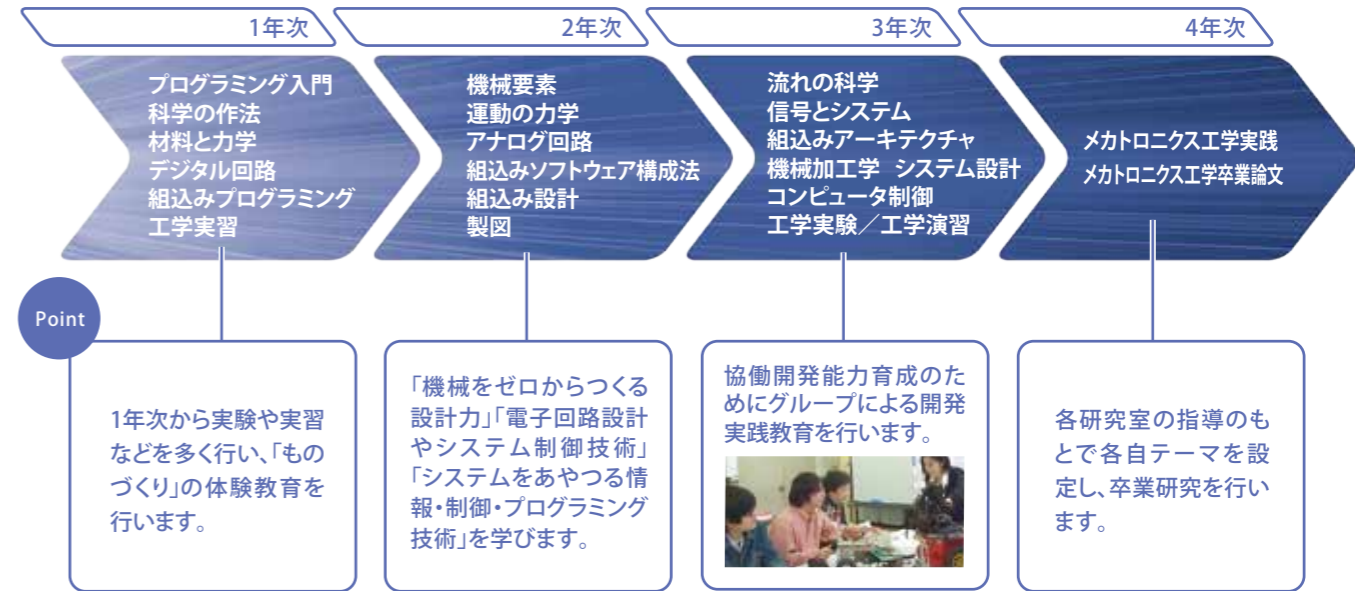 1年次
プログラミング入門
科学の作法
材料と力学
デジタル回路
組込みプログラミング
工学実習
2年次
機械要素
運動の力学
アナログ回路
組込みソフトウェア構成法
組込み設計
製図
3年次
流れの科学
信号とシステム
組込みアーキテクチャ
機械加工学 システム設計
コンピュータ制御
工学実験／工学演習
4年次
メカトロニクス工学実践
メカトロニクス工学卒業論文
Point
1年次から実験や実習
などを多く行い、「もの
づくり」の体験教育を
行います。
「機械をゼロからつくる
設計力」「電子回路設計
やシステム制御技術」
「システムをあやつる情
報・制御・プログラミング
技術」を学びます。
協働開発能力育成のた
めにグループによる開発
実践教育を行います。
各研究室の指導のも
とで各自テーマを設
定し、卒業研究を行い
ます。